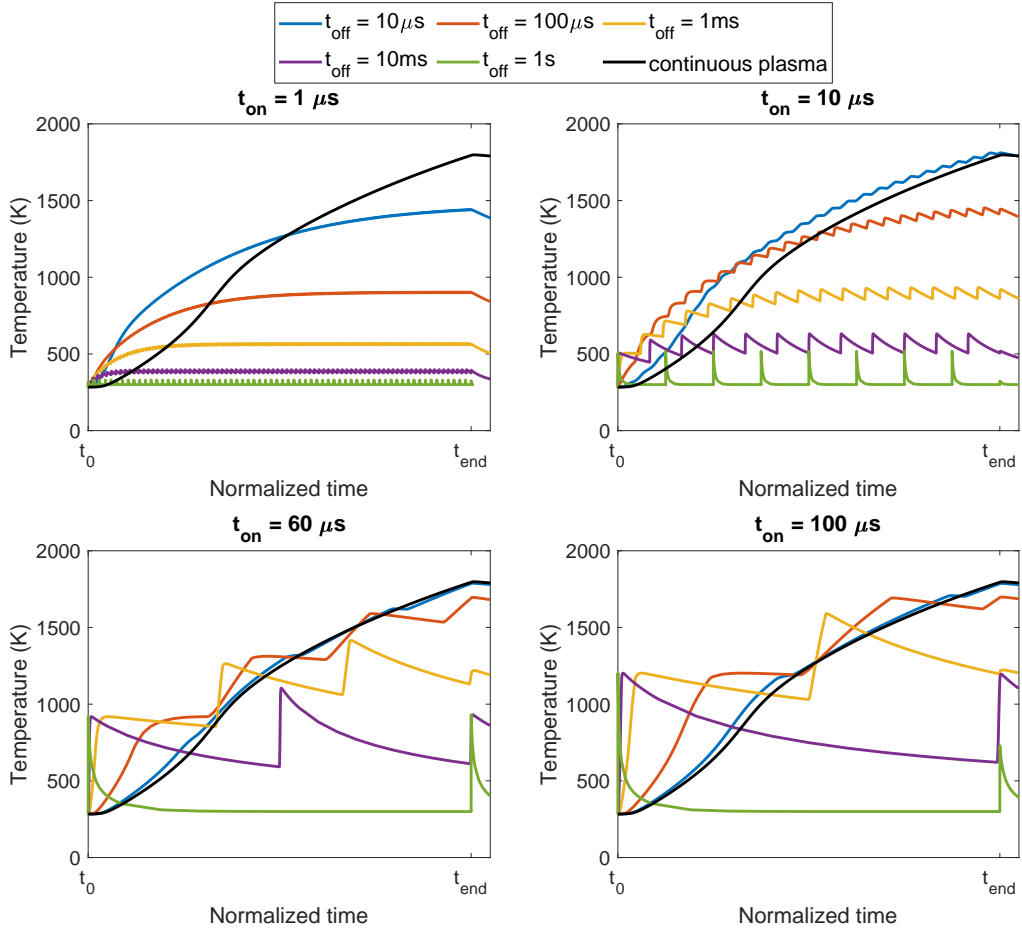 t_off = 10μs t_off = 100μs t_off = 1ms
t_off = 10ms t_off = 1s continuous plasma
t_on = 1 μs
2000
1500
1000
500
0
Temperature (K)
t_0 t_end
Normalized time
t_on = 10 μs
2000
1500
1000
500
0
Temperature (K)
t_0 t_end
Normalized time
t_on = 60 μs
2000
1500
1000
500
0
Temperature (K)
t_0 t_end
Normalized time
t_on = 100 μs
2000
1500
1000
500
0
Temperature (K)
t_0 t_end
Normalized time